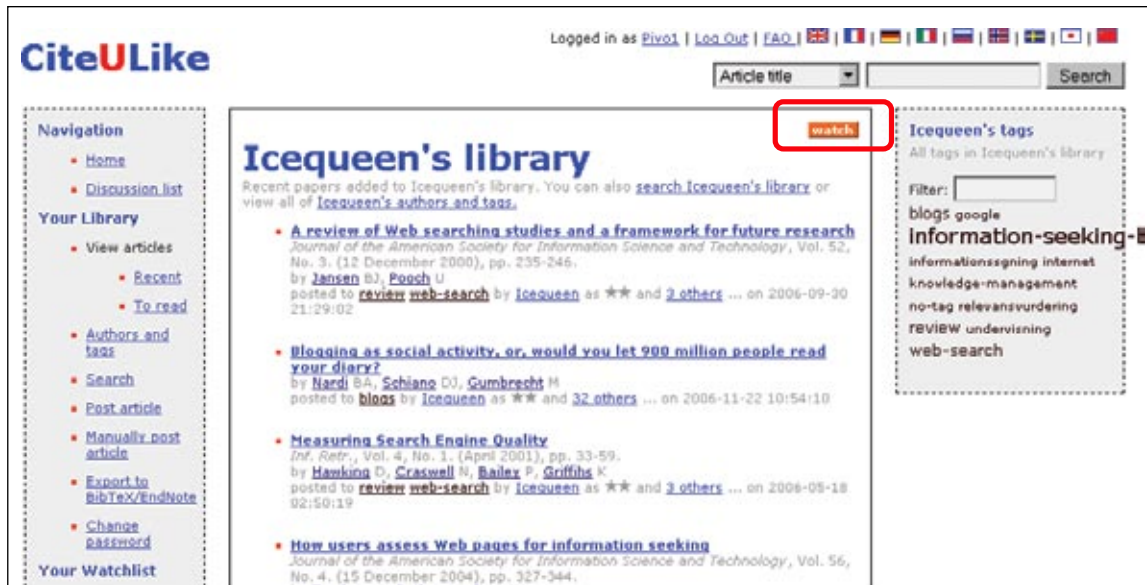 CiteULike
Logged in as Pivo1 | Log Out | FAQ | | | | | | | | |
Article title Search
Navigation
Home
Discussion list
Your Library
View articles
Recent
To read
Authors and
tags
Search
Post article
Manually post
article
Export to
BibTeX/EndNote
Change
password
Your Watchlist
watch
Icequeen's library
Recent papers added to Icequeen's library. You can also search Icequeen's library or
view all of Icequeen's authors and tags.
A review of Web searching studies and a framework for future research
Journal of the American Society for Information Science and Technology, Vol. 52,
No. 3. (12 December 2000), pp. 235-246.
by Jansen BJ, Pooch U
posted to review web-search by Icequeen as ★★ and 3 others ... on 2006-09-30
21:29:02
Blogging as social activity, or, would you let 900 million people read
your diary?
by Nardi BA, Schiano DJ, Gumbrecht M
posted to blogs by Icequeen as ★★ and 32 others ... on 2006-11-22 10:54:10
Measuring Search Engine Quality
Inf. Retr., Vol. 4, No. 1. (April 2001), pp. 33-59.
by Hawking D, Craswell N, Bailey P, Griffihs K
posted to review web-search by Icequeen as ★★ and 3 others ... on 2006-05-18
02:50:19
How users assess Web pages for information seeking
Journal of the American Society for Information Science and Technology, Vol. 56,
No. 4. (15 December 2004), pp. 327-344.
Icequeen's tags
All tags in Icequeen's library
Filter:
blogs google
information-seeking-
informationssgning internet
knowledge-management
no-tag relevansvurdering
review undervisning
web-search